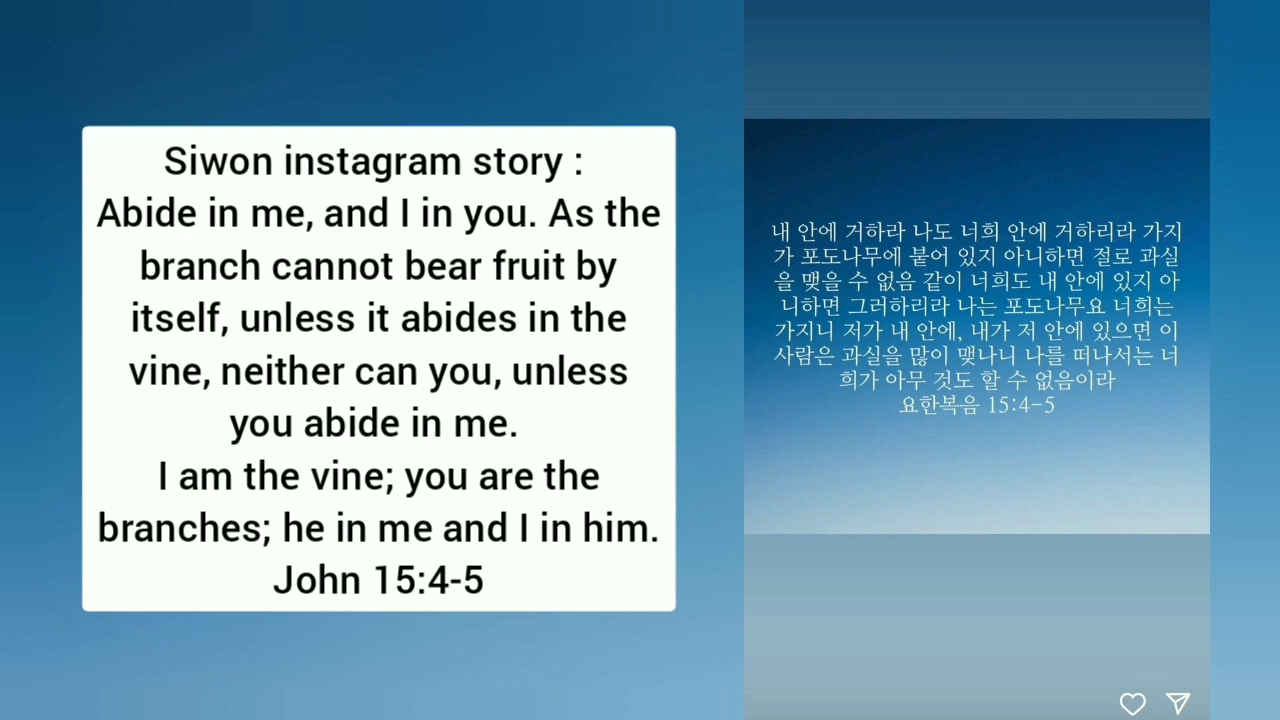 Siwon instagram story :
Abide in me, and I in you. As the
branch cannot bear fruit by
itself, unless it abides in the
vine, neither can you, unless
you abide in me.
I am the vine; you are the
branches; he in me and I in him.
John 15:4-5
내 안에 거하라 나도 너희 안에 거하리라 가지
가 포도나무에 붙어 있지 아니하면 절로 과실
을 맺을 수 없음 같이 너희도 내 안에 있지 아
니하면 그러하리라 나는 포도나무요 너희는
가지니 저가 내 안에, 내가 저 안에 있으면 이
사람은 과실을 많이 맺나니 나를 떠나서는 너
희가 아무 것도 할 수 없음이라
요한복음 15:4-5